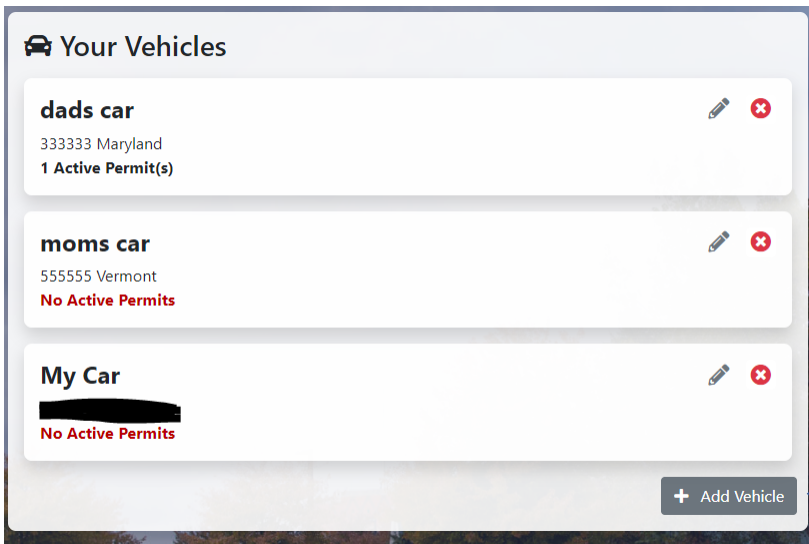 Your Vehicles
dads car
333333 Maryland
1 Active Permit(s)
moms car
555555 Vermont
No Active Permits
My Car
No Active Permits
+ Add Vehicle